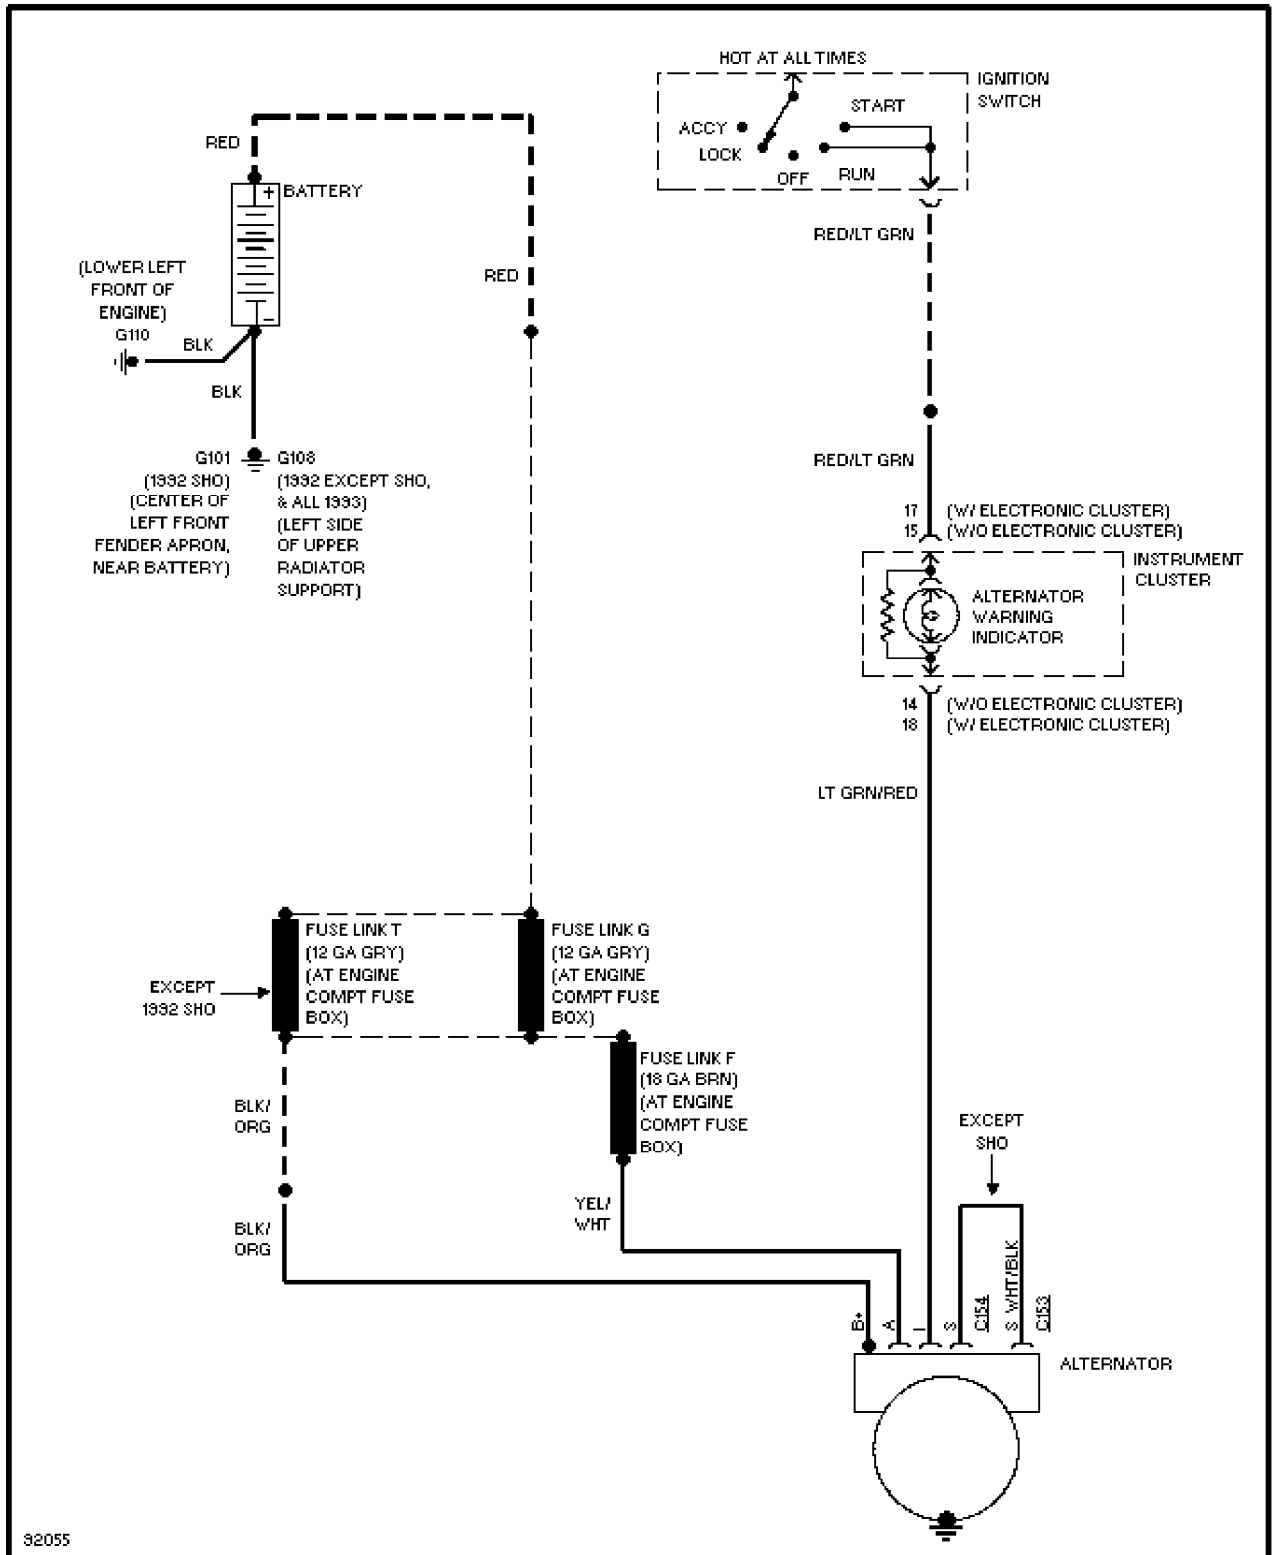 HOT AT ALL TIMES
IGNITION
SWITCH
START
ACCY
LOCK
OFF
RUN
RED
BATTERY
+
−
RED
RED/LT GRN
(LOWER LEFT
FRONT OF
ENGINE)
G110
BLK
BLK
G101
(1992 SHO)
(CENTER OF
LEFT FRONT
FENDER APRON,
NEAR BATTERY)
G108
(1992 EXCEPT SHO,
& ALL 1993)
(LEFT SIDE
OF UPPER
RADIATOR
SUPPORT)
RED/LT GRN
17 (W/ ELECTRONIC CLUSTER)
15 (W/O ELECTRONIC CLUSTER)
INSTRUMENT
CLUSTER
ALTERNATOR
WARNING
INDICATOR
14 (W/O ELECTRONIC CLUSTER)
18 (W/ ELECTRONIC CLUSTER)
LT GRN/RED
EXCEPT
1992 SHO
FUSE LINK T
(12 GA GRY)
(AT ENGINE
COMPT FUSE
BOX)
FUSE LINK G
(12 GA GRY)
(AT ENGINE
COMPT FUSE
BOX)
FUSE LINK F
(18 GA BRN)
(AT ENGINE
COMPT FUSE
BOX)
BLK/
ORG
BLK/
ORG
YEL/
WHT
EXCEPT
SHO
B+
A
I
S
C154
S WHT/BLK
C153
ALTERNATOR
92055